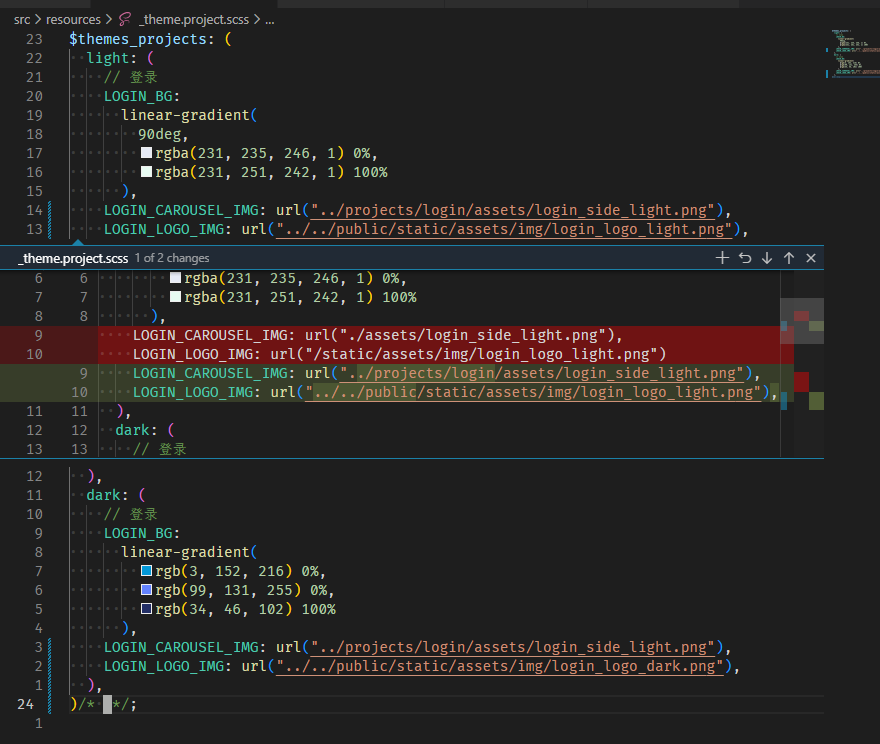 src > resources > _theme.project.scss > ...
23 $themes_projects: (
22 light: (
21 // 登录
20 LOGIN_BG:
19 linear-gradient(
18 90deg,
17 rgba(231, 235, 246, 1) 0%,
16 rgba(231, 251, 242, 1) 100%
15 ),
14 LOGIN_CAROUSEL_IMG: url("../projects/login/assets/login_side_light.png"),
13 LOGIN_LOGO_IMG: url("../../public/static/assets/img/login_logo_light.png"),
_theme.project.scss 1 of 2 changes
6 6 rgba(231, 235, 246, 1) 0%,
7 7 rgba(231, 251, 242, 1) 100%
8 8 ),
9 LOGIN_CAROUSEL_IMG: url("./assets/login_side_light.png"),
10 LOGIN_LOGO_IMG: url("/static/assets/img/login_logo_light.png")
9 LOGIN_CAROUSEL_IMG: url("../projects/login/assets/login_side_light.png"),
10 LOGIN_LOGO_IMG: url("../../public/static/assets/img/login_logo_light.png"),
11 11 ),
12 12 dark: (
13 13 // 登录
12 ),
11 dark: (
10 // 登录
9 LOGIN_BG:
8 linear-gradient(
7 rgb(3, 152, 216) 0%,
6 rgb(99, 131, 255) 0%,
5 rgb(34, 46, 102) 100%
4 ),
3 LOGIN_CAROUSEL_IMG: url("../projects/login/assets/login_side_light.png"),
2 LOGIN_LOGO_IMG: url("../../public/static/assets/img/login_logo_dark.png"),
1 ),
24 )/* */;
1